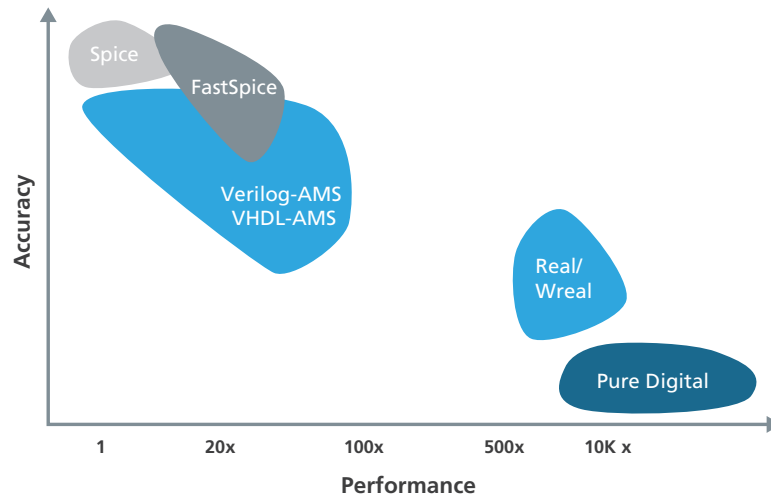 Spice
FastSpice
Verilog-AMS
VHDL-AMS
Real/
Wreal
Pure Digital
Accuracy
1
20x
100x
500x
10K x
Performance